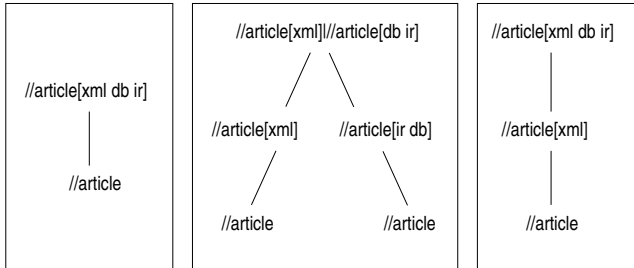 //article[xml db ir]
//article
//article[xml]|//article[db ir]
//article[xml] //article[ir db]
//article //article
//article[xml db ir]
//article[xml]
//article